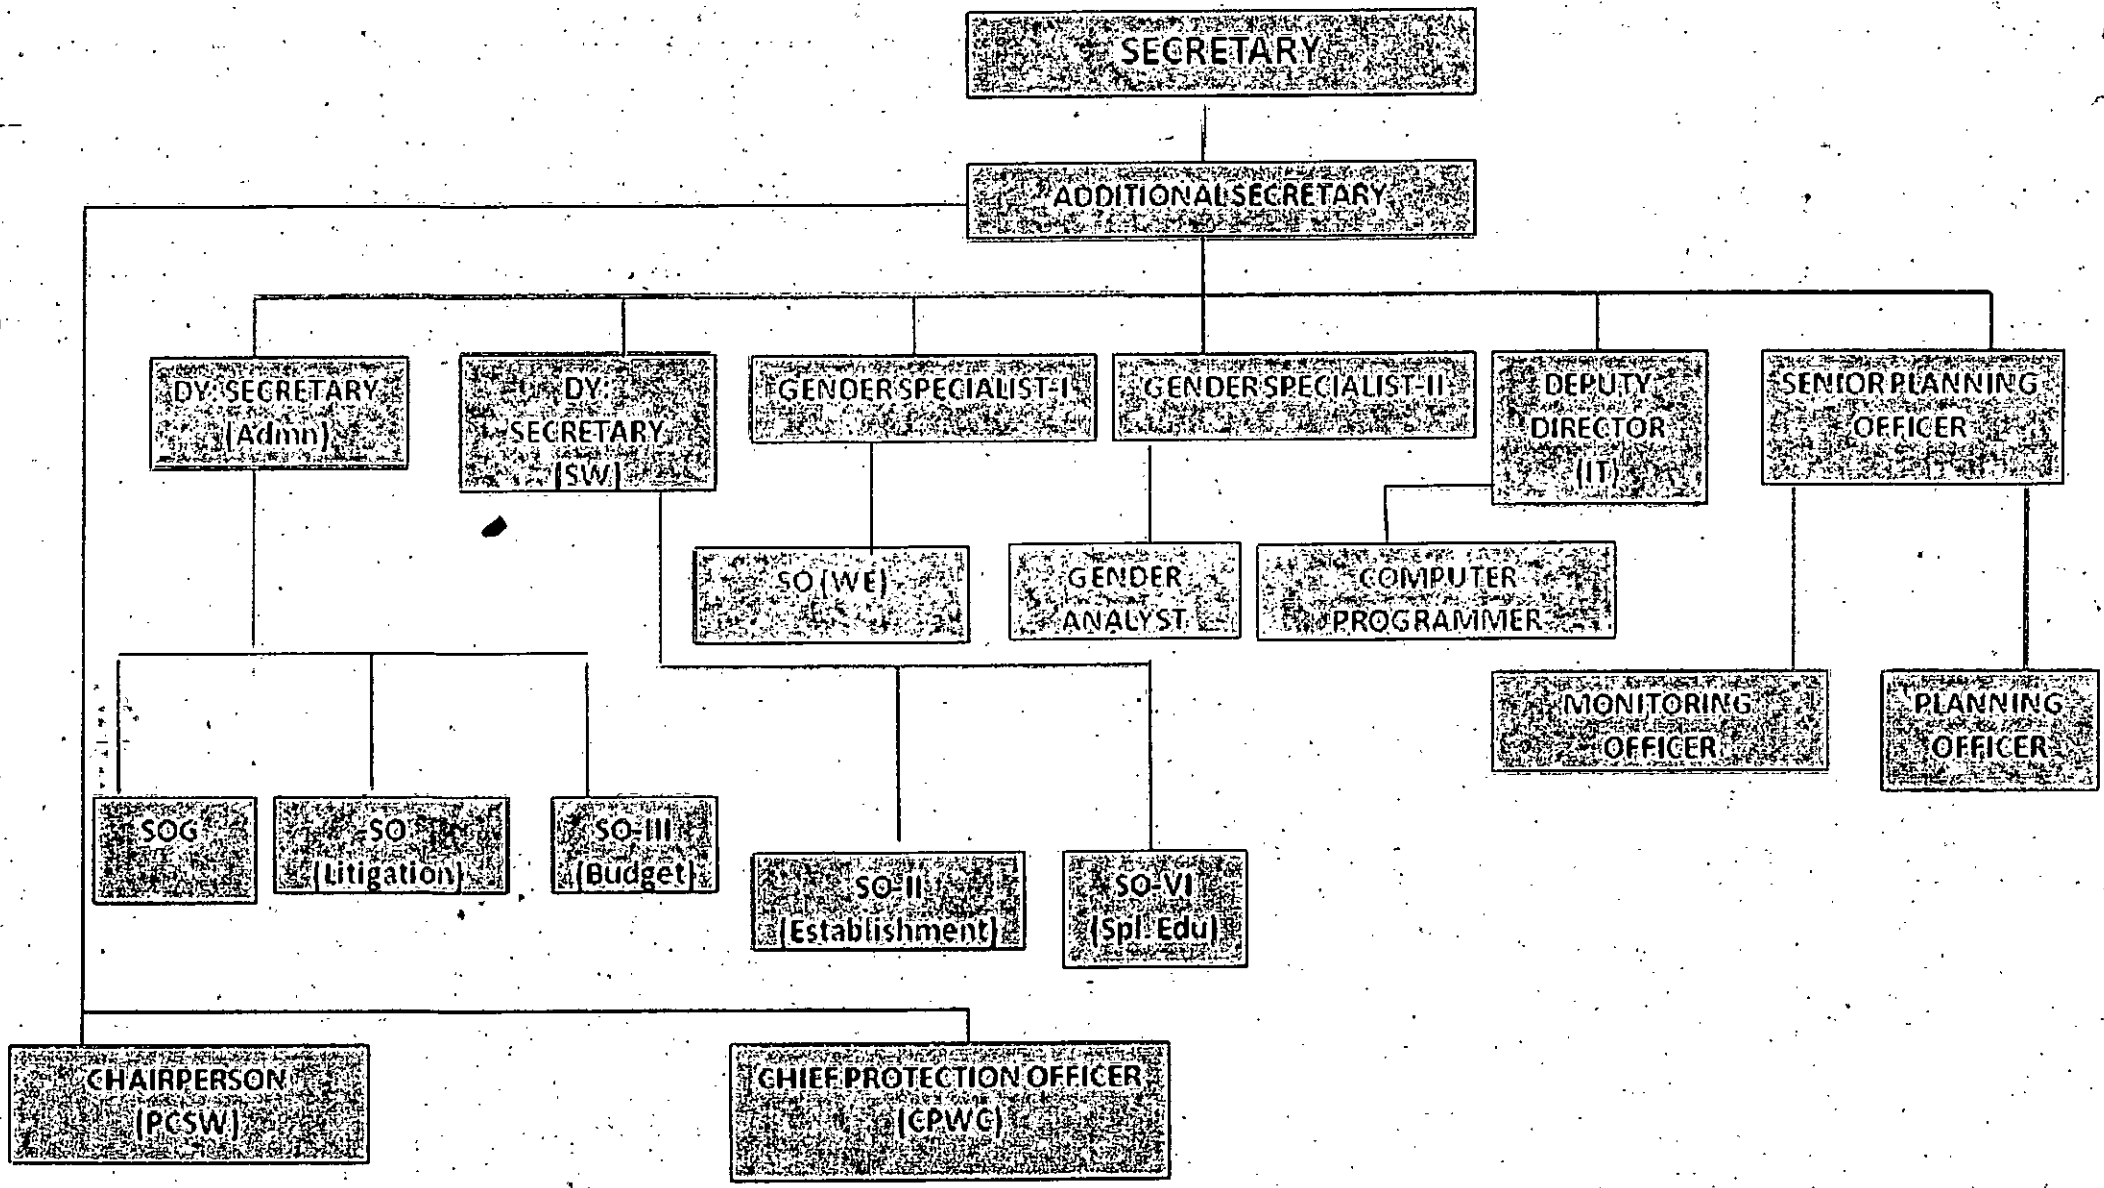 SECRETARY
ADDITIONAL SECRETARY
DY: SECRETARY
(Admn)
DY:
SECRETARY
(SW)
GENDER SPECIALIST-I
GENDER SPECIALIST-II
DEPUTY
DIRECTOR
(IT)
SENIOR PLANNING
OFFICER
SO (WE)
GENDER
ANALYST
COMPUTER
PROGRAMMER
MONITORING
OFFICER
PLANNING
OFFICER
SOG
SO
(Litigation)
SO-III
(Budget)
SO-II
(Establishment)
SO-VI
(Spl. Edu)
CHAIRPERSON
(PCSW)
CHIEF PROTECTION OFFICER
(CPWC)